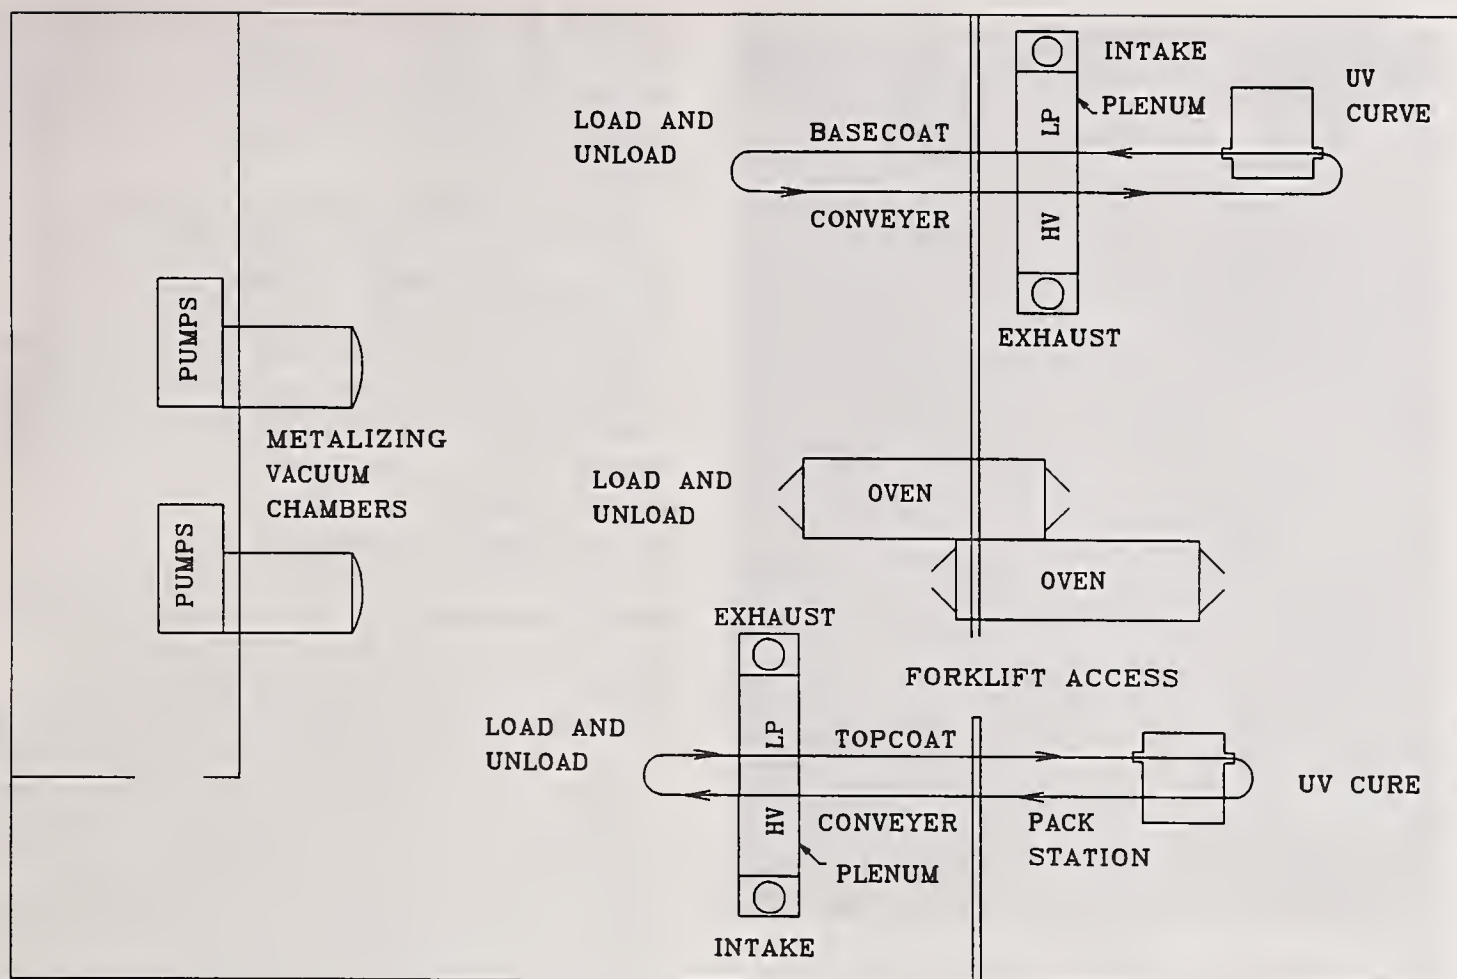 INTAKE
UV
CURVE
PLENUM
LP
LOAD AND
UNLOAD
BASECOAT
CONVEYER
HV
EXHAUST
PUMPS
METALIZING
VACUUM
CHAMBERS
LOAD AND
UNLOAD
OVEN
OVEN
PUMPS
EXHAUST
FORKLIFT ACCESS
LOAD AND
UNLOAD
LP
TOPCOAT
UV CURE
HV
CONVEYER
PACK
STATION
PLENUM
INTAKE